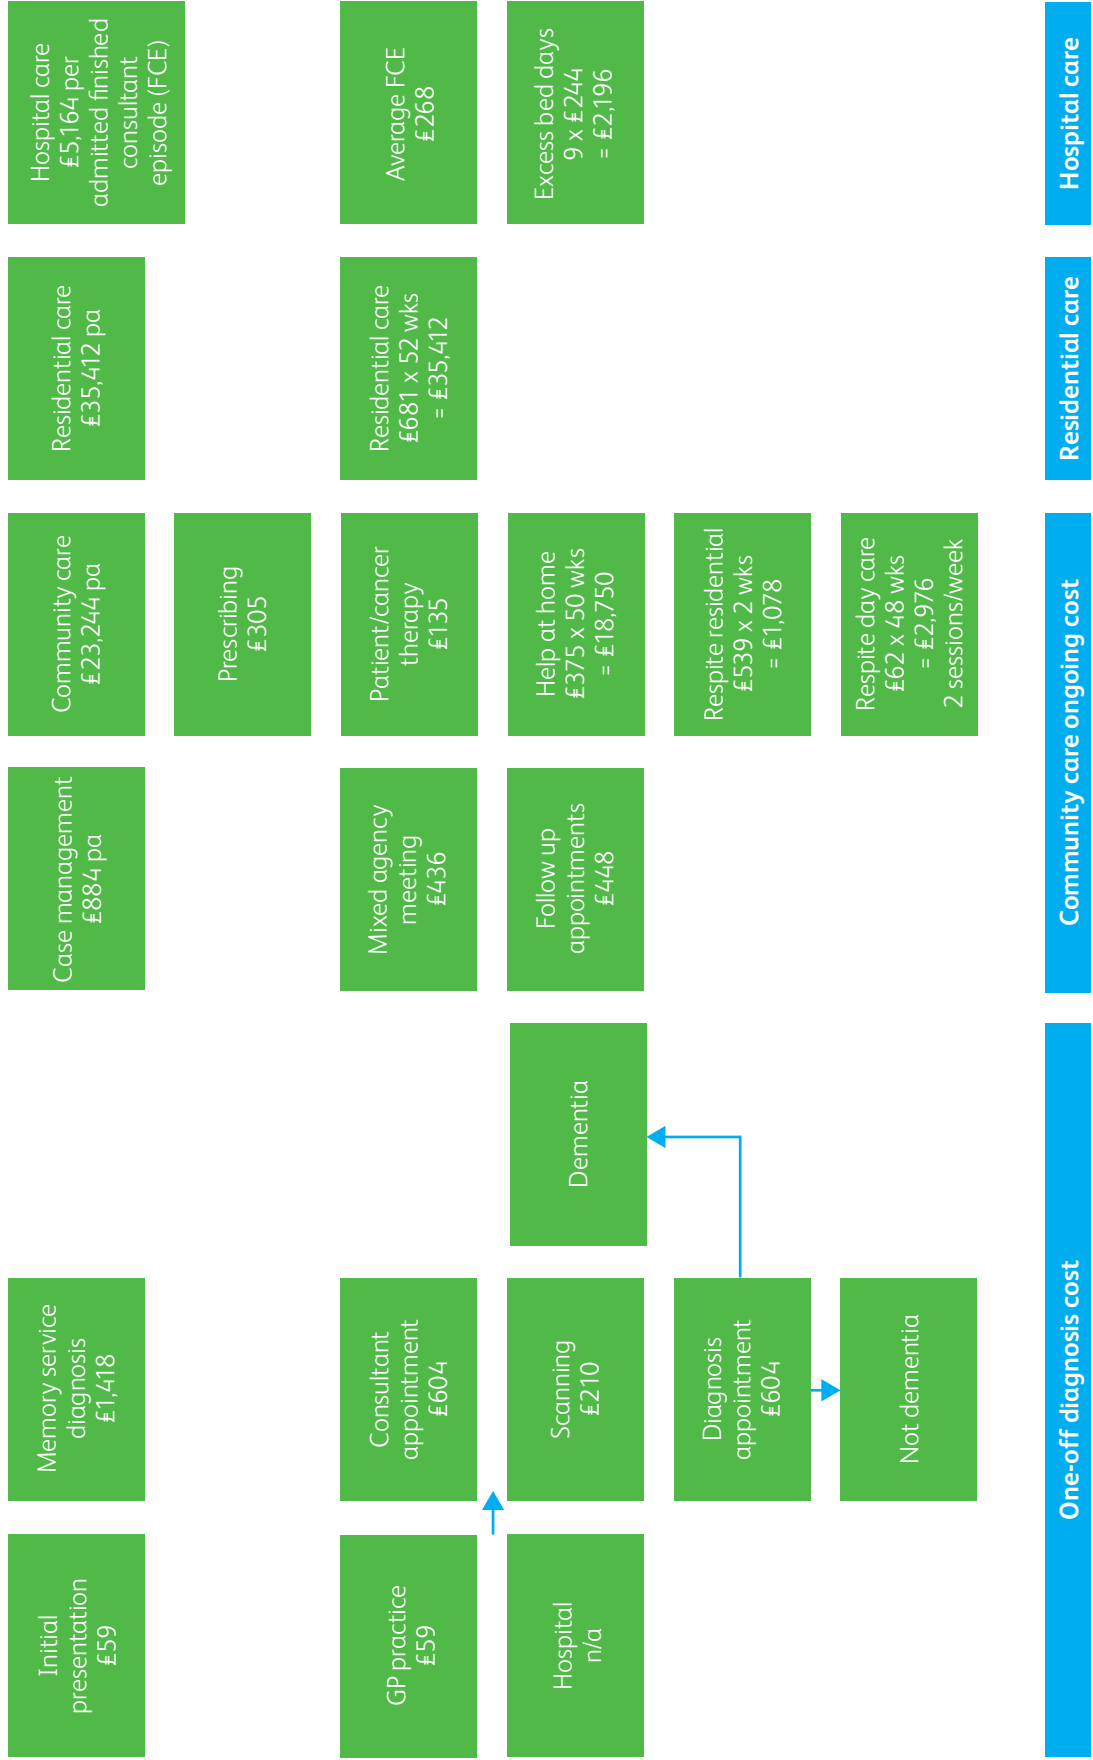 Initial
presentation
£59
Memory service
diagnosis
£1,418
Case management
£884 pa
Community care
£23,244 pa
Residential care
£35,412 pa
Hospital care
£5,164 per
admitted finished
consultant
episode (FCE)
Prescribing
£305
GP practice
£59
Consultant
appointment
£604
Mixed agency
meeting
£436
Patient/cancer
therapy
£135
Residential care
£681 x 52 wks
= £35,412
Average FCE
£268
Hospital
n/a
Scanning
£210
Dementia
Follow up
appointments
£448
Help at home
£375 x 50 wks
= £18,750
Excess bed days
9 x £244
= £2,196
Diagnosis
appointment
£604
Respite residential
£539 x 2 wks
= £1,078
Not dementia
Respite day care
£62 x 48 wks
= £2,976
2 sessions/week
One-off diagnosis cost
Community care ongoing cost
Residential care
Hospital care